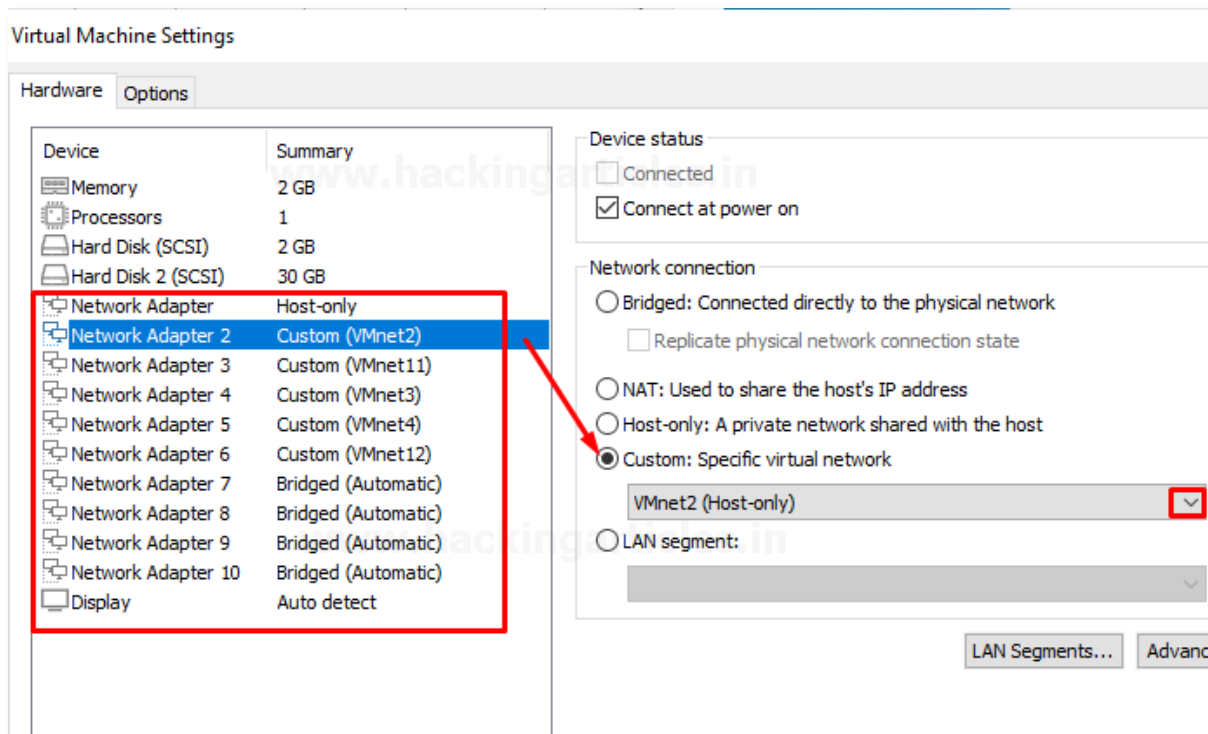 Virtual Machine Settings
Hardware Options
Device Summary
Memory 2 GB
Processors 1
Hard Disk (SCSI) 2 GB
Hard Disk 2 (SCSI) 30 GB
Network Adapter Host-only
Network Adapter 2 Custom (VMnet2)
Network Adapter 3 Custom (VMnet11)
Network Adapter 4 Custom (VMnet3)
Network Adapter 5 Custom (VMnet4)
Network Adapter 6 Custom (VMnet12)
Network Adapter 7 Bridged (Automatic)
Network Adapter 8 Bridged (Automatic)
Network Adapter 9 Bridged (Automatic)
Network Adapter 10 Bridged (Automatic)
Display Auto detect
Device status
www.hackingarticles.in
Connected
Connect at power on
Network connection
Bridged: Connected directly to the physical network
Replicate physical network connection state
NAT: Used to share the host's IP address
Host-only: A private network shared with the host
Custom: Specific virtual network
VMnet2 (Host-only)
www.hackingarticles.in
LAN segment:
LAN Segments... Advanc